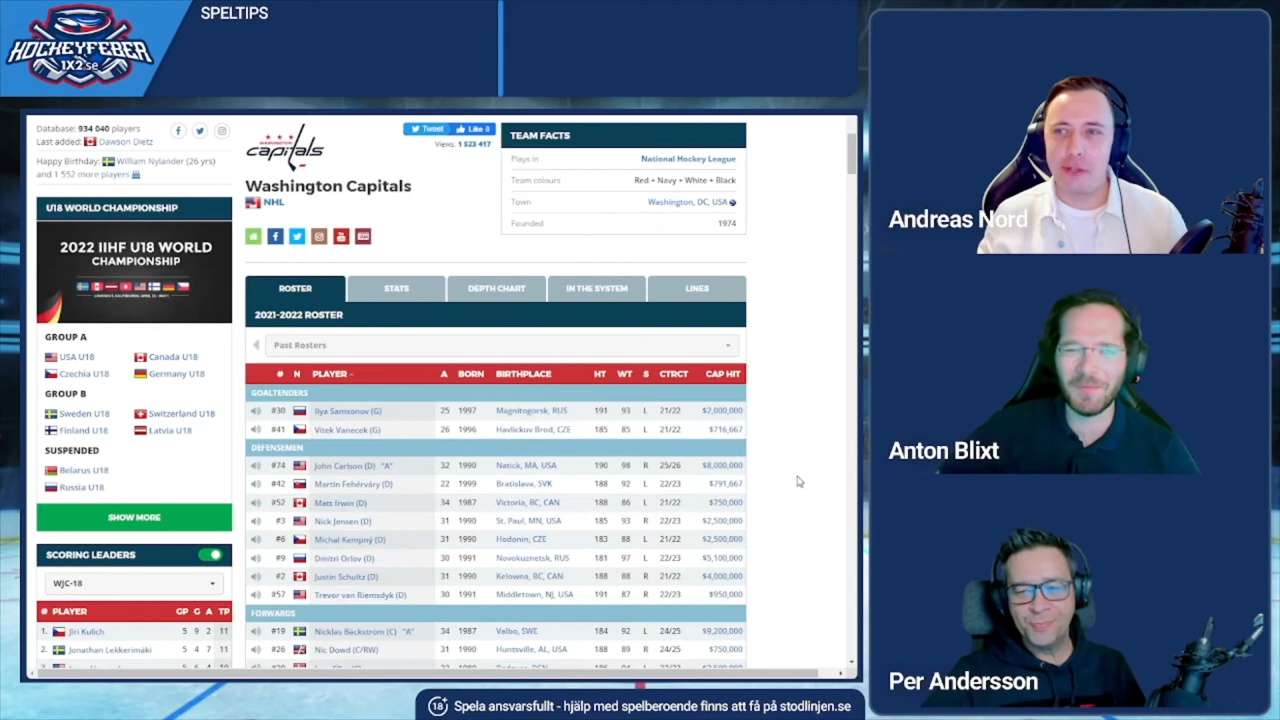 HOCKEYFEBER
1X2.se
SPELTIPS
Database: 934 040 players
Last added: Dawson Dietz
Happy Birthday: William Nylander (26 yrs)
and 1 552 more players
U18 WORLD CHAMPIONSHIP
2022 IIHF U18 WORLD
CHAMPIONSHIP
GROUP A
USA U18 Canada U18
Czechia U18 Germany U18
GROUP B
Sweden U18 Switzerland U18
Finland U18 Latvia U18
SUSPENDED
Belarus U18
Russia U18
SHOW MORE
SCORING LEADERS
WJC-18
# PLAYER GP G A TP
1. Jiri Kulich 5 9 2 11
2. Jonathan Lekkerimäki 5 4 7 11
capitals
Tweet Like 8
Views: 1 523 417
Washington Capitals
NHL
TEAM FACTS
Plays in National Hockey League
Team colours Red + Navy + White + Black
Town Washington, DC, USA
Founded 1974
ROSTER STATS DEPTH CHART IN THE SYSTEM LINES
2021-2022 ROSTER
Past Rosters
# N PLAYER A BORN BIRTHPLACE HT WT S CTRCT CAP HIT
GOALTENDERS
#30 Ilya Samsonov (G) 25 1997 Magnitogorsk, RUS 191 93 L 21/22 $2,000,000
#41 Vitek Vanecek (G) 26 1996 Havlickuv Brod, CZE 185 85 L 21/22 $716,667
DEFENSEMEN
#74 John Carlson (D) "A" 32 1990 Natick, MA, USA 190 98 R 25/26 $8,000,000
#42 Martin Fehérváry (D) 22 1999 Bratislava, SVK 188 92 L 22/23 $791,667
#52 Matt Irwin (D) 34 1987 Victoria, BC, CAN 188 86 L 21/22 $750,000
#3 Nick Jensen (D) 31 1990 St. Paul, MN, USA 185 93 R 22/23 $2,500,000
#6 Michal Kempný (D) 31 1990 Hodonin, CZE 183 88 L 21/22 $2,500,000
#9 Dmitri Orlov (D) 30 1991 Novokuznetsk, RUS 181 97 L 22/23 $5,100,000
#2 Justin Schultz (D) 31 1990 Kelowna, BC, CAN 188 88 R 21/22 $4,000,000
#57 Trevor van Riemsdyk (D) 30 1991 Middletown, NJ, USA 191 87 R 22/23 $950,000
FORWARDS
#19 Nicklas Bäckström (C) "A" 34 1987 Valbo, SWE 184 92 L 24/25 $9,200,000
#26 Nic Dowd (C/RW) 31 1990 Huntsville, AL, USA 188 89 R 24/25 $750,000
Andreas Nord
Anton Blixt
Per Andersson
18+ Spela ansvarsfullt - hjälp med spelberoende finns att få på stodlinjen.se